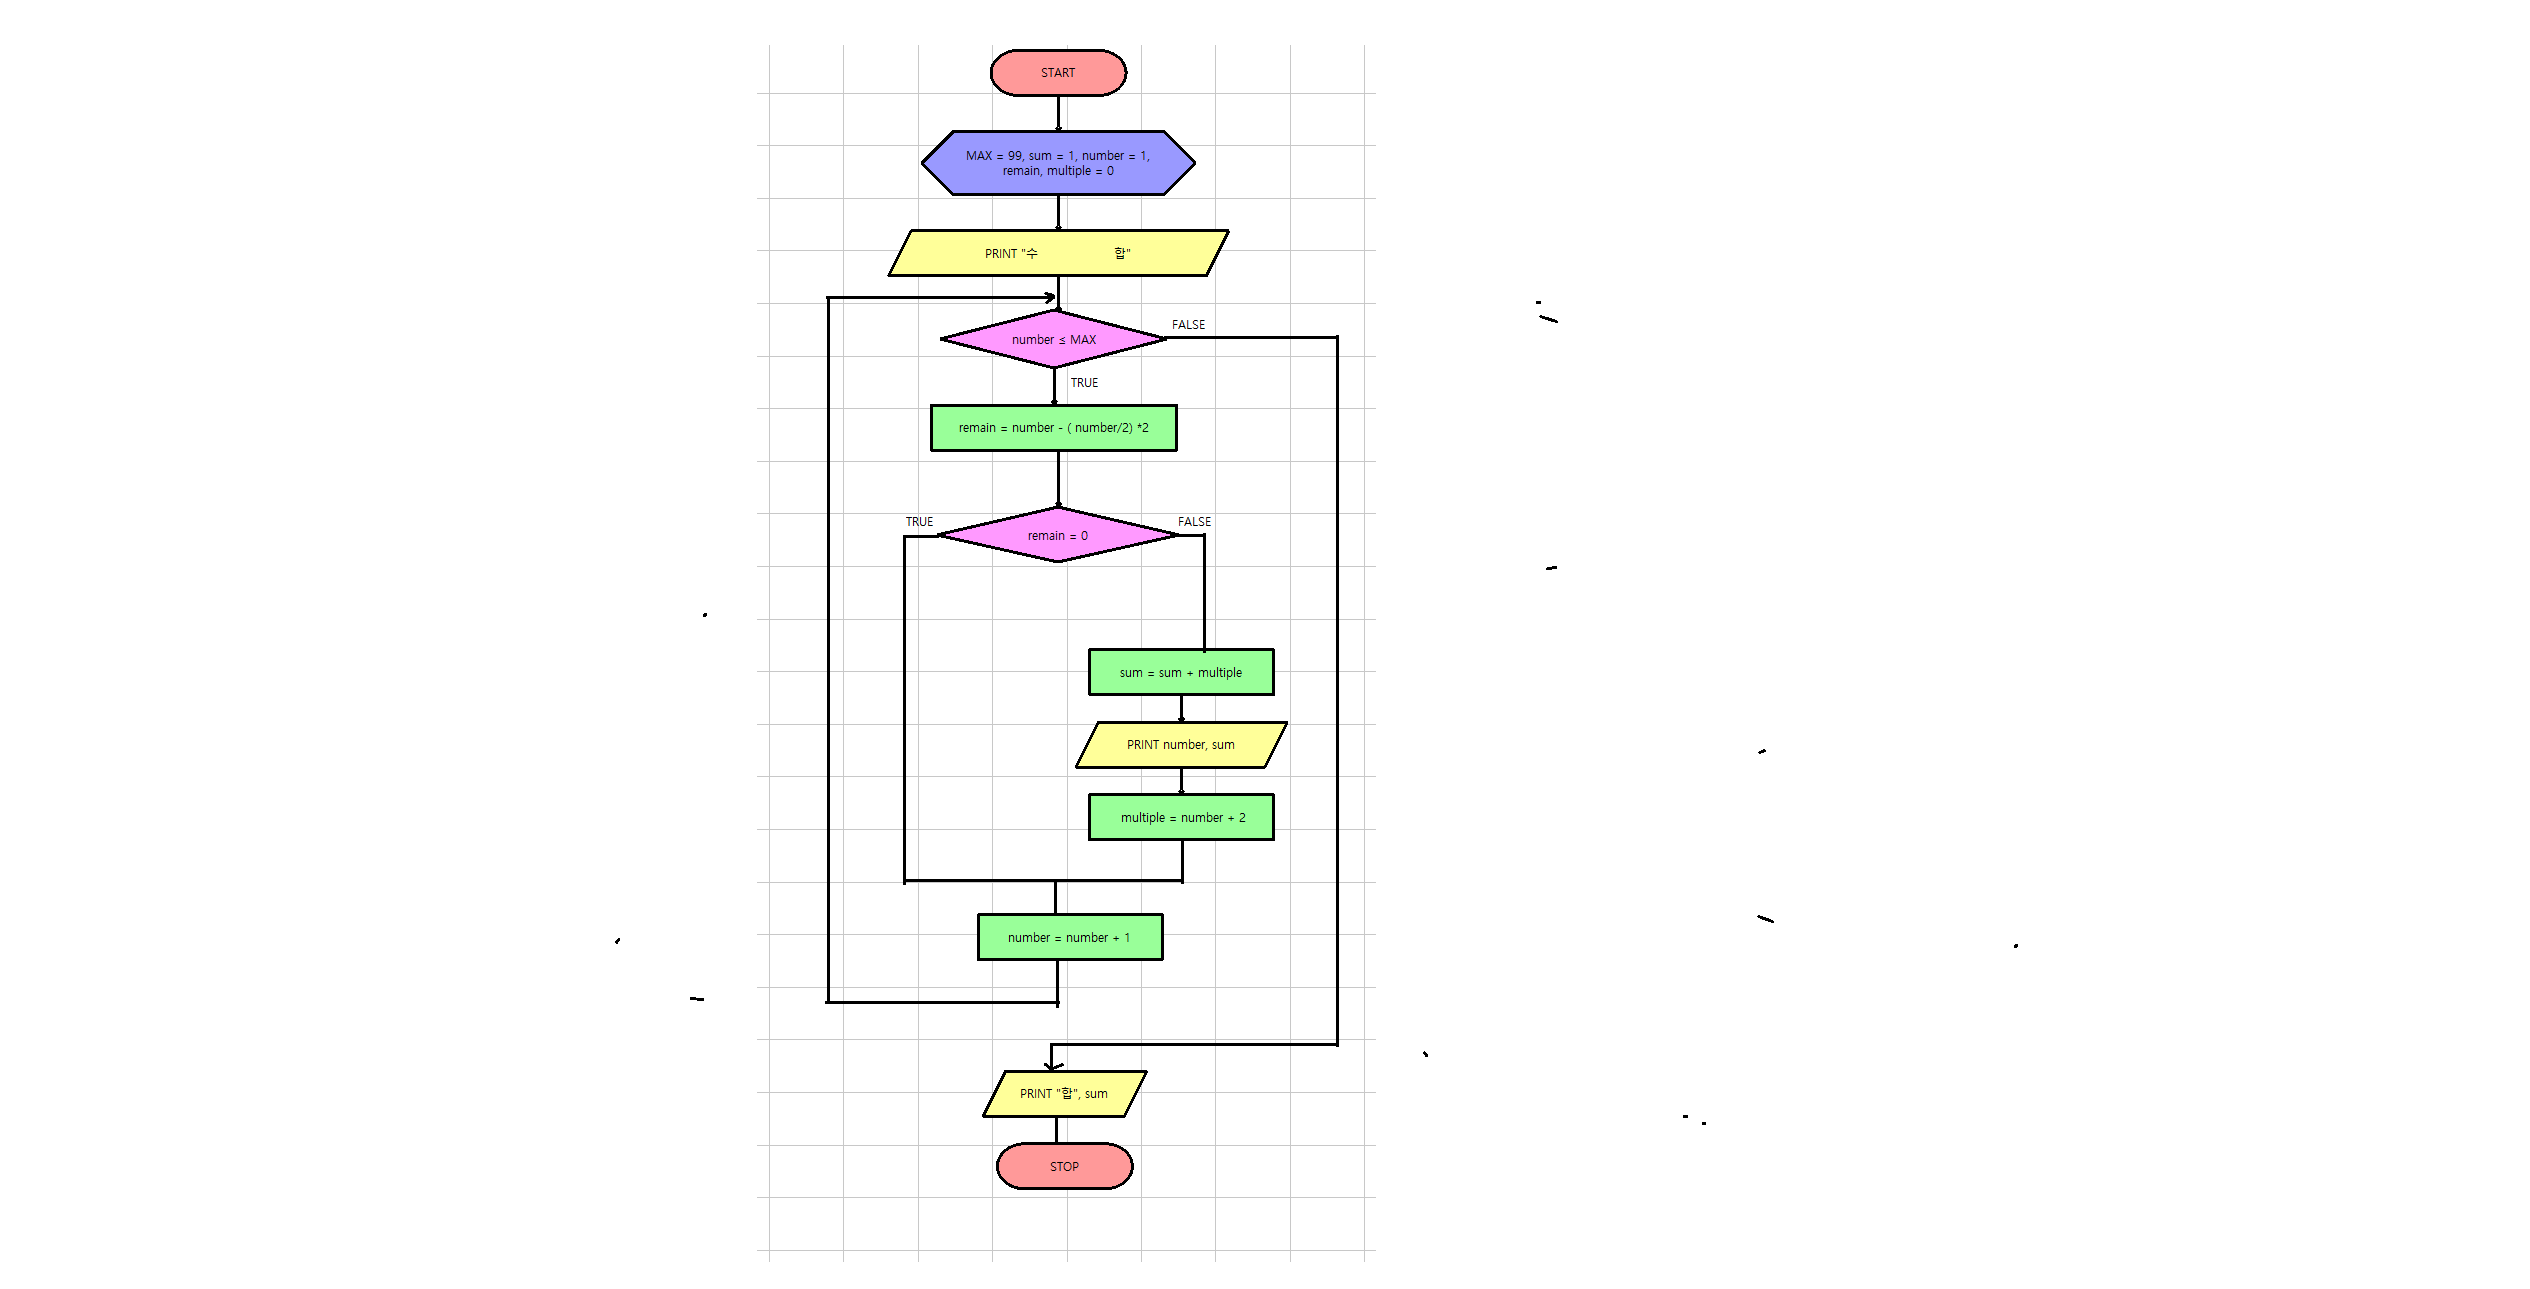 START
MAX = 99, sum = 1, number = 1,
remain, multiple = 0
PRINT "수 합"
number ≤ MAX
FALSE
TRUE
remain = number - ( number/2) *2
TRUE
remain = 0
FALSE
sum = sum + multiple
PRINT number, sum
multiple = number + 2
number = number + 1
PRINT "합", sum
STOP